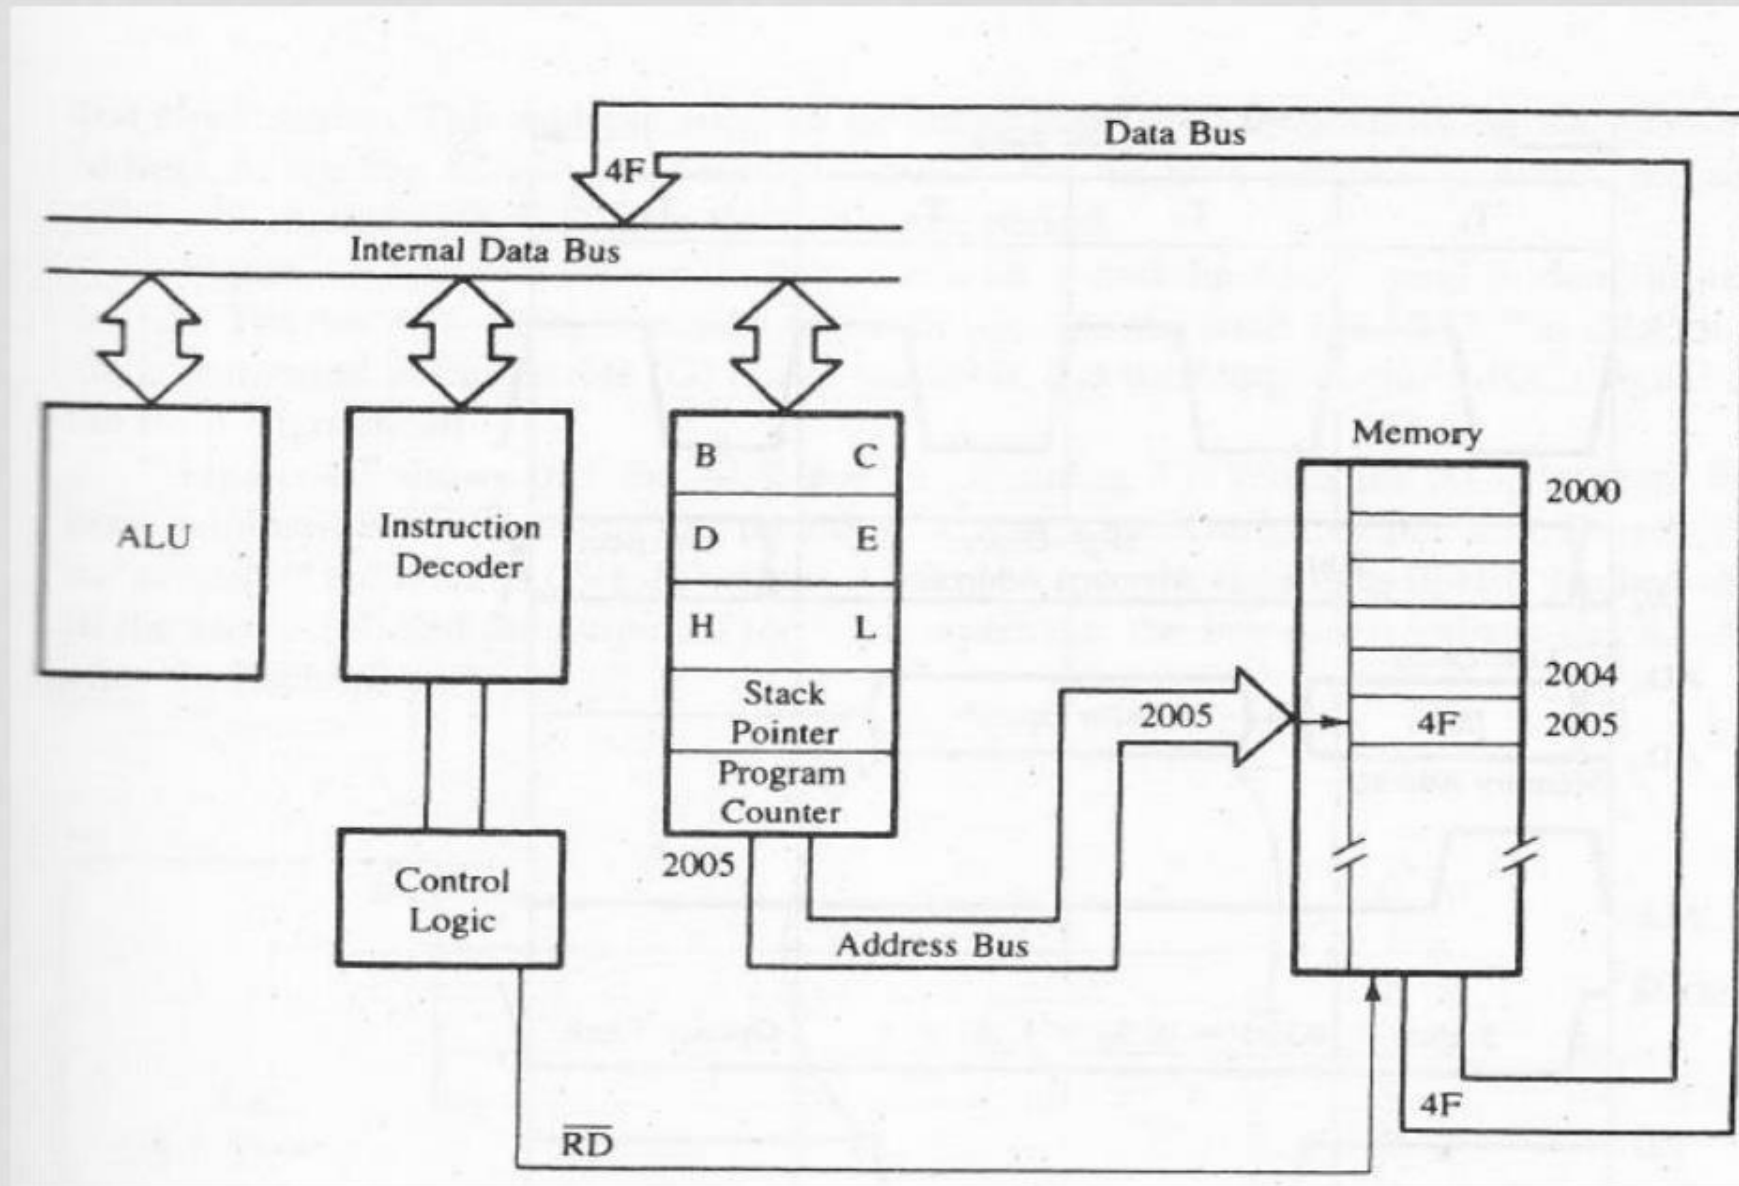 Data Bus
4F
Internal Data Bus
ALU
Instruction
Decoder
B C
D E
H L
Stack
Pointer
Program
Counter
2005
Control
Logic
Address Bus
RD
2005
Memory
2000
2004
4F 2005
4F